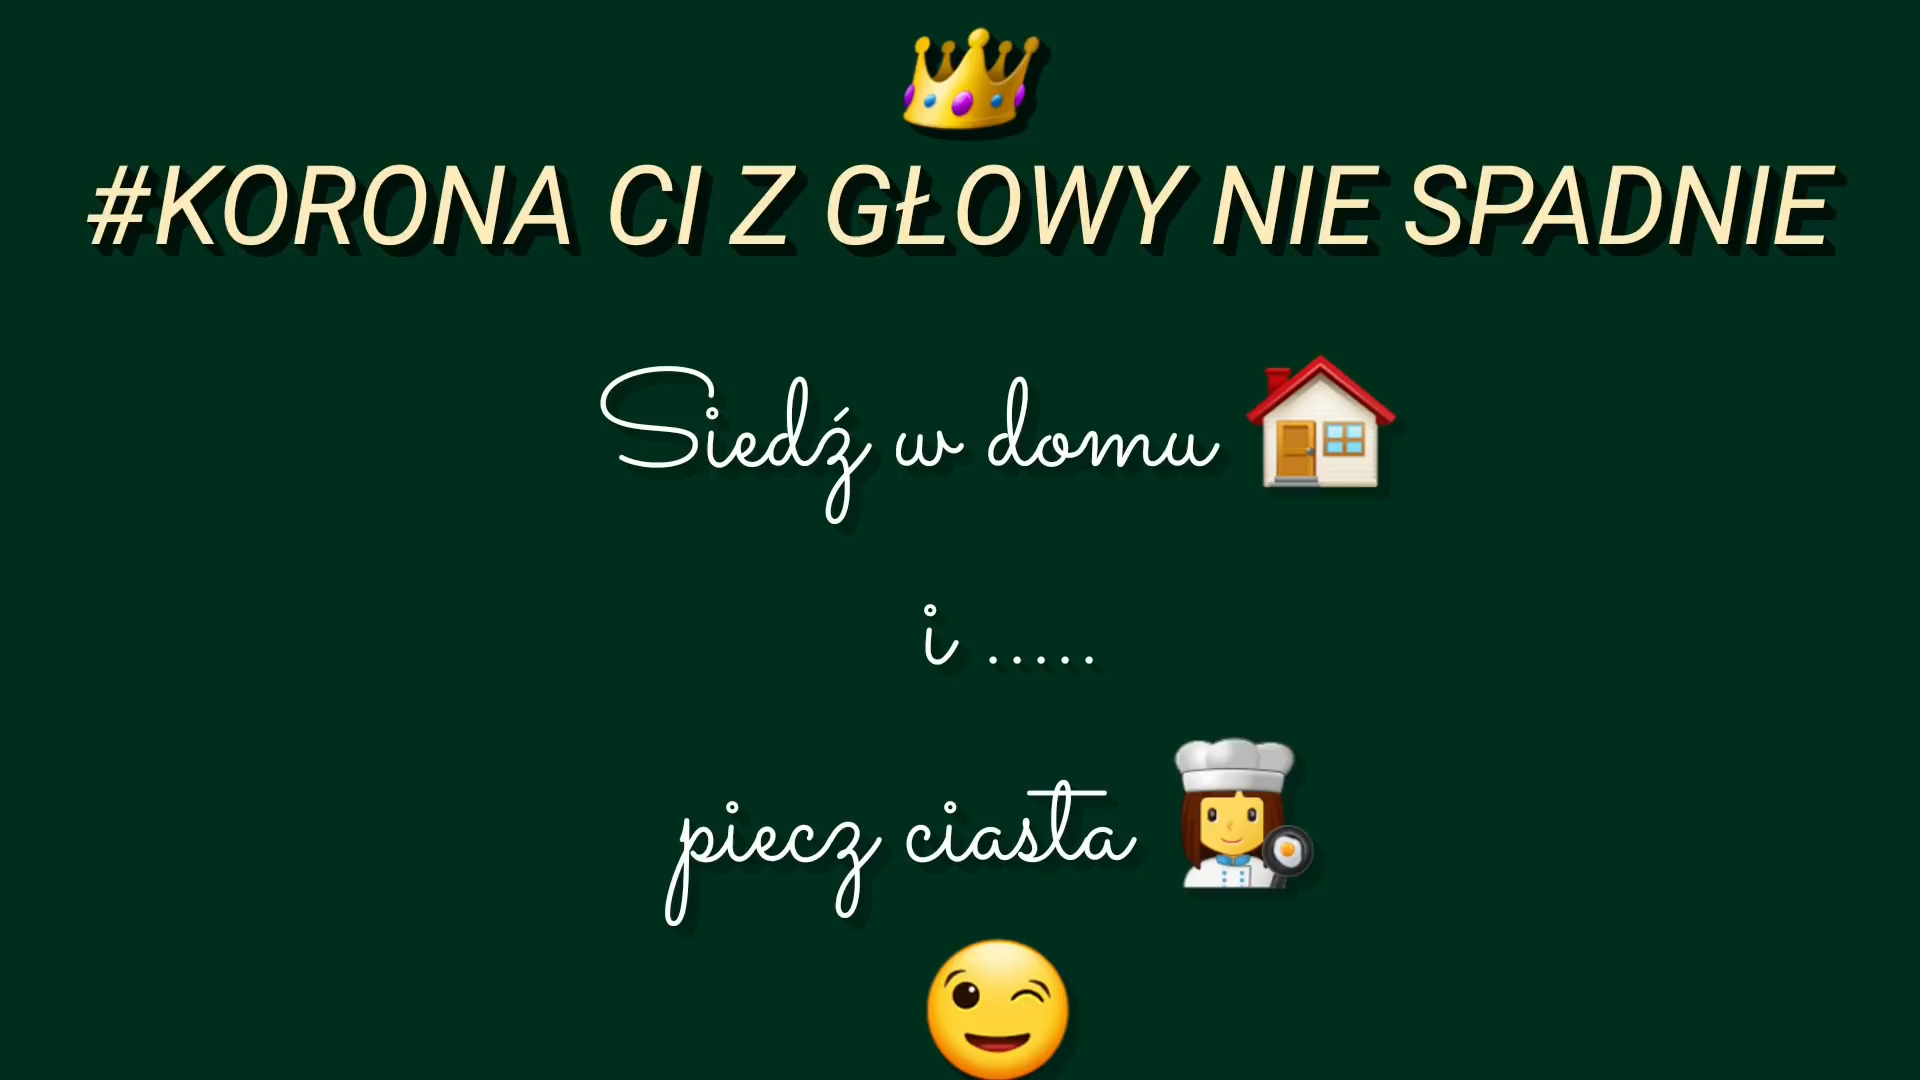 #KORONA CI Z GŁOWY NIE SPADNIE
Siedź w domu
i .....
piecz ciasta